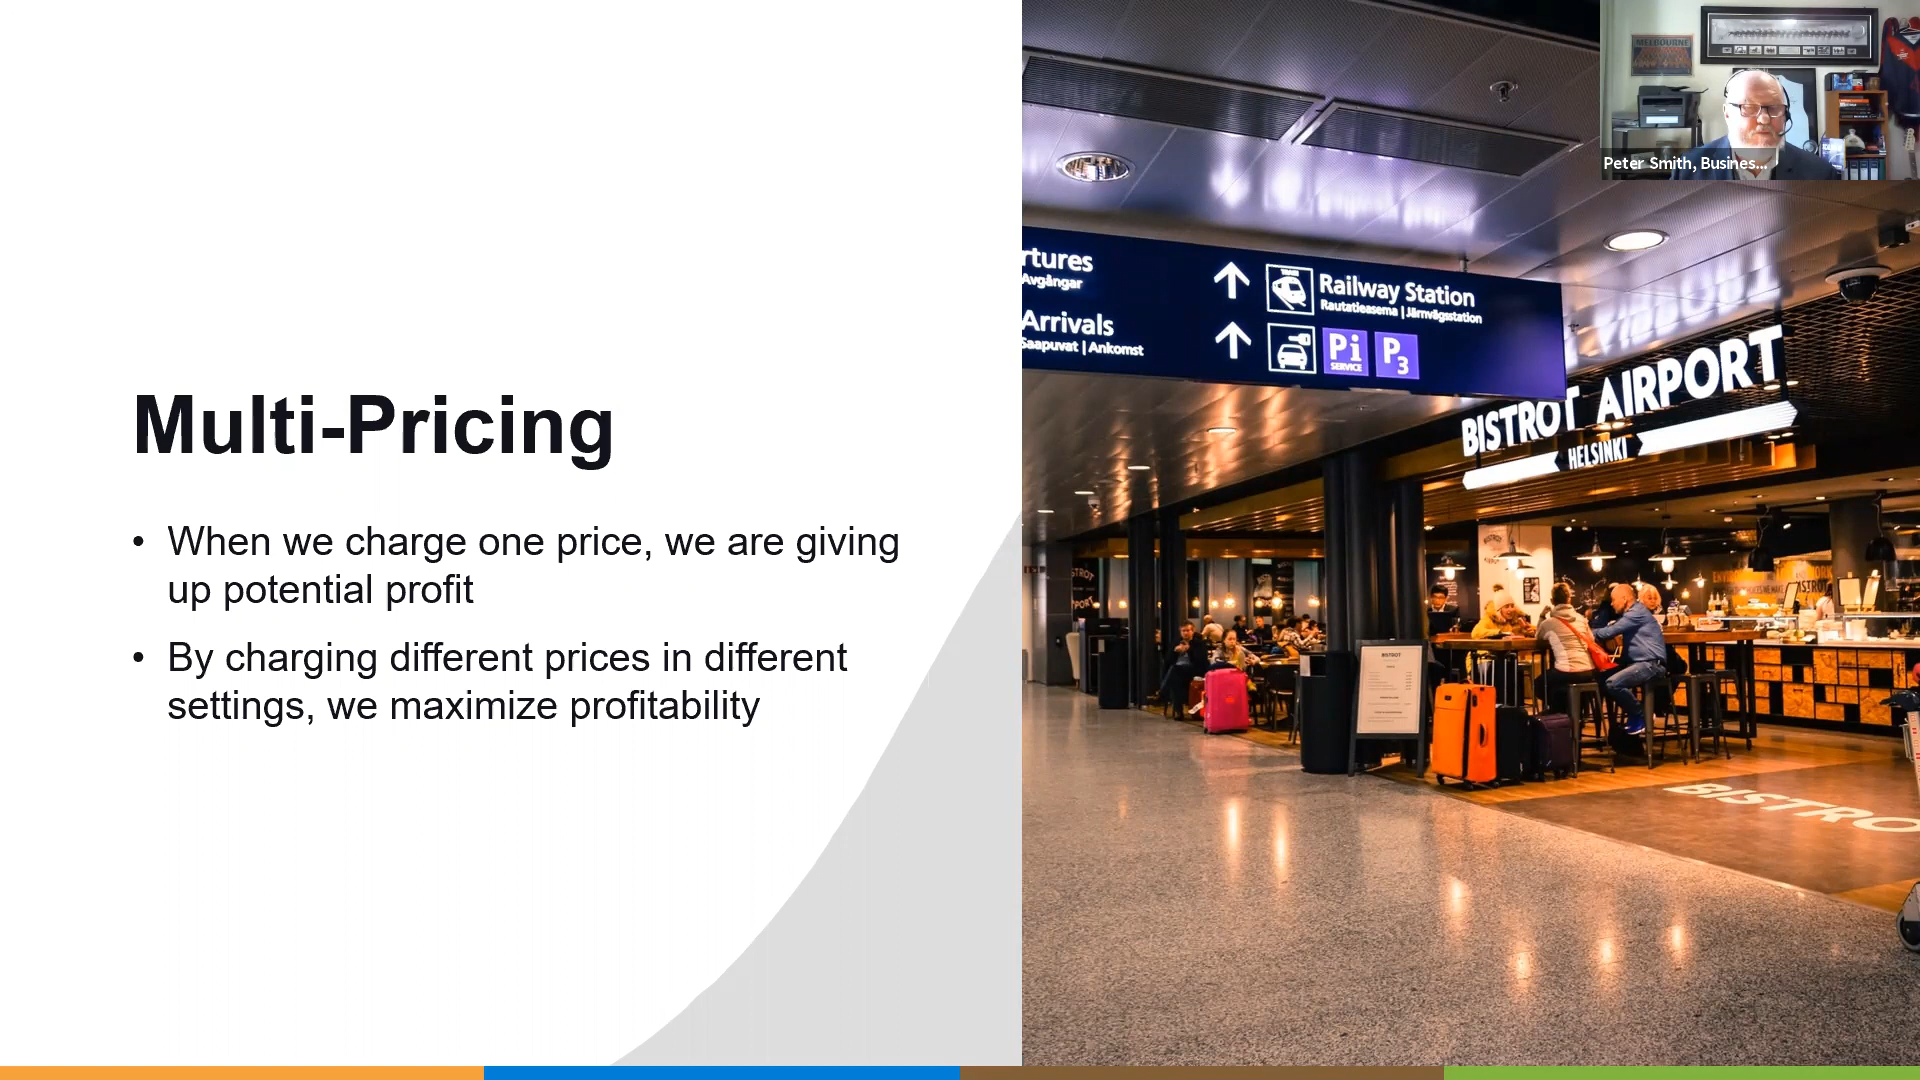 Multi-Pricing
• When we charge one price, we are giving
up potential profit
• By charging different prices in different
settings, we maximize profitability
rtures
Avgångar
Arrivals
Saapuvat | Ankomst
Railway Station
Rautatieasema | Järnvägsstation
Pi
SERVICE
P3
BISTROT AIRPORT
HELSINKI
BISTROT
BISTRO
MELBOURNE
Peter Smith, Busines...